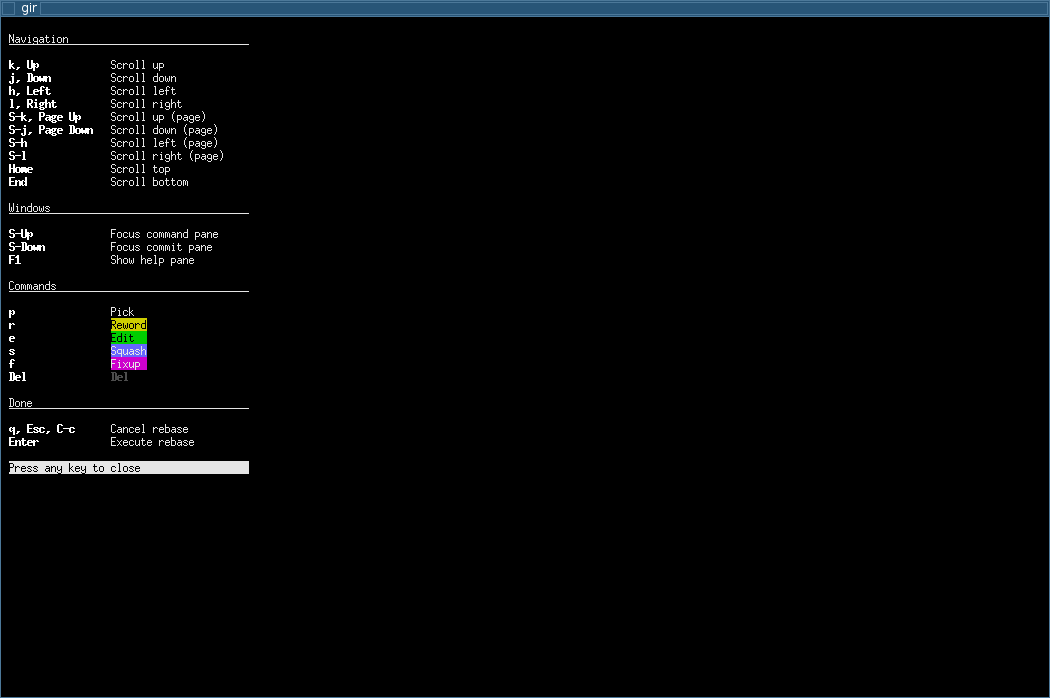 gir
Navigation
k, Up Scroll up
j, Down Scroll down
h, Left Scroll left
l, Right Scroll right
S-k, Page Up Scroll up (page)
S-j, Page Down Scroll down (page)
S-h Scroll left (page)
S-l Scroll right (page)
Home Scroll top
End Scroll bottom
Windows
S-Up Focus command pane
S-Down Focus commit pane
F1 Show help pane
Commands
p Pick
r Reword
e Edit
s Squash
f Fixup
Del Del
Done
q, Esc, C-c Cancel rebase
Enter Execute rebase
Press any key to close